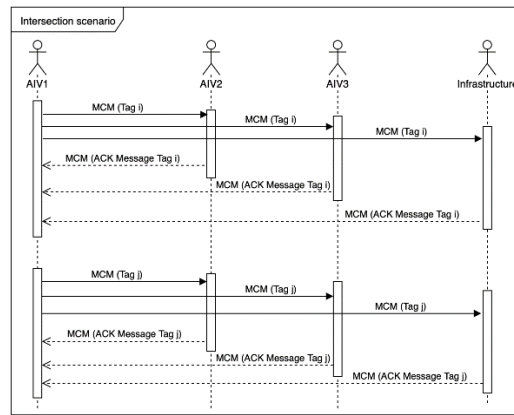 Intersection scenario
AIV1
AIV2
AIV3
Infrastructure
MCM (Tag i)
MCM (Tag i)
MCM (Tag i)
MCM (ACK Message Tag i)
MCM (ACK Message Tag i)
MCM (ACK Message Tag i)
MCM (Tag j)
MCM (Tag j)
MCM (Tag j)
MCM (ACK Message Tag j)
MCM (ACK Message Tag j)
MCM (ACK Message Tag j)